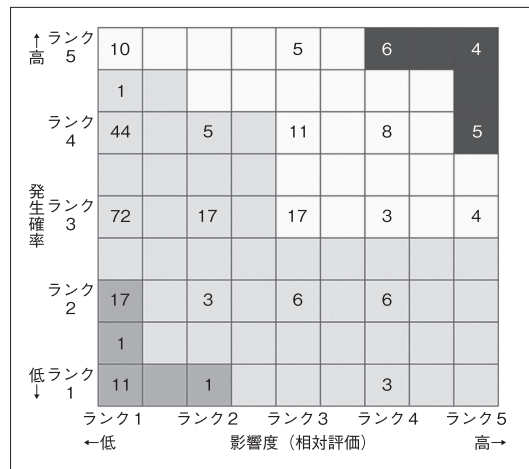 ↑高
ランク5
10 5 6 4
1
ランク4
44 5 11 8 5
発生確率
ランク3
72 17 17 3 4
ランク2
17 3 6 6
1
低↓
ランク1
11 1 3
ランク1 ランク2 ランク3 ランク4 ランク5
←低 影響度（相対評価） 高→